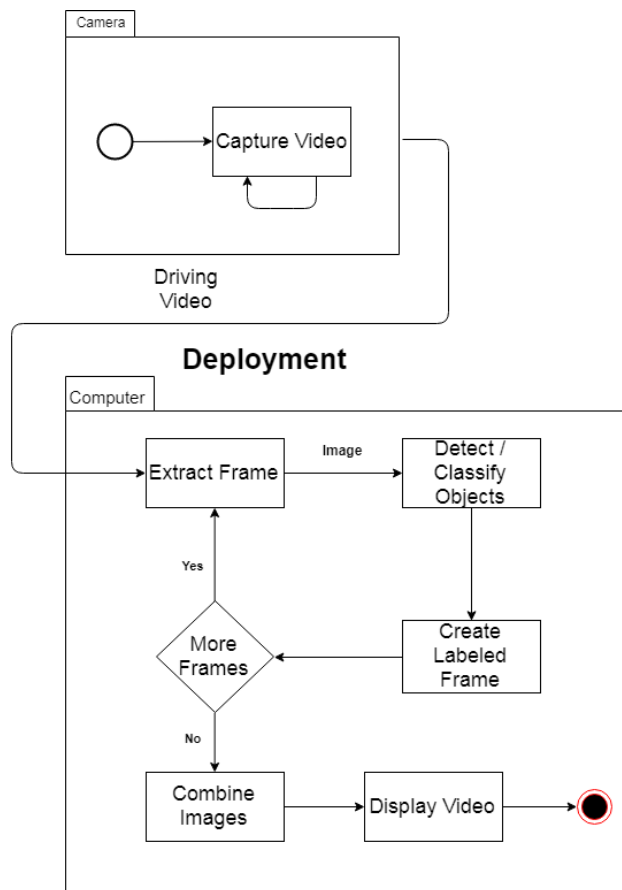 Camera
Capture Video
Driving
Video
Deployment
Computer
Extract Frame
Image
Detect /
Classify
Objects
Yes
More
Frames
Create
Labeled
Frame
No
Combine
Images
Display Video